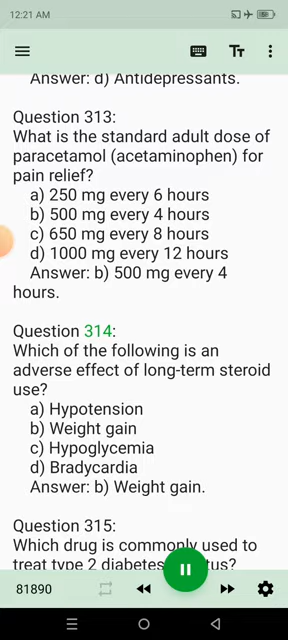 12:21 AM
Answer: d) Antidepressants.
Question 313:
What is the standard adult dose of
paracetamol (acetaminophen) for
pain relief?
a) 250 mg every 6 hours
b) 500 mg every 4 hours
c) 650 mg every 8 hours
d) 1000 mg every 12 hours
Answer: b) 500 mg every 4
hours.
Question 314:
Which of the following is an
adverse effect of long-term steroid
use?
a) Hypotension
b) Weight gain
c) Hypoglycemia
d) Bradycardia
Answer: b) Weight gain.
Question 315:
Which drug is commonly used to
treat type 2 diabetes tus?
81890